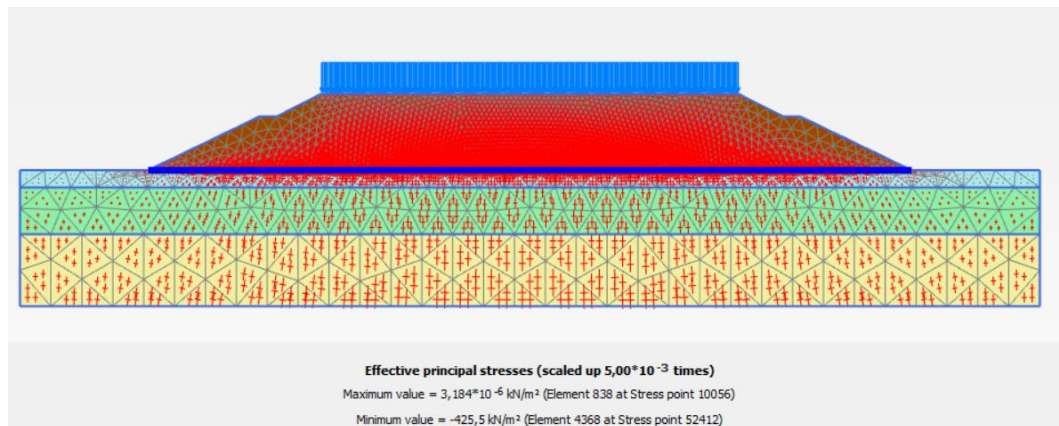 Effective principal stresses (scaled up 5,00*10⁻³ times)
Maximum value = 3,184*10⁻⁶ kN/m² (Element 838 at Stress point 10056)
Minimum value = -425,5 kN/m² (Element 4368 at Stress point 52412)